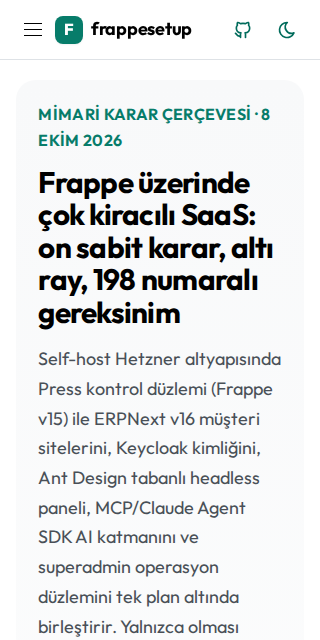 F frappesetup
MİMARİ KARAR ÇERÇEVESİ · 8
EKİM 2026
Frappe üzerinde
çok kiracılı SaaS:
on sabit karar, altı
ray, 198 numaralı
gereksinim
Self-host Hetzner altyapısında
Press kontrol düzlemi (Frappe
v15) ile ERPNext v16 müşteri
sitelerini, Keycloak kimliğini,
Ant Design tabanlı headless
paneli, MCP/Claude Agent
SDK AI katmanını ve
superadmin operasyon
düzlemini tek plan altında
birleştirir. Yalnızca olması